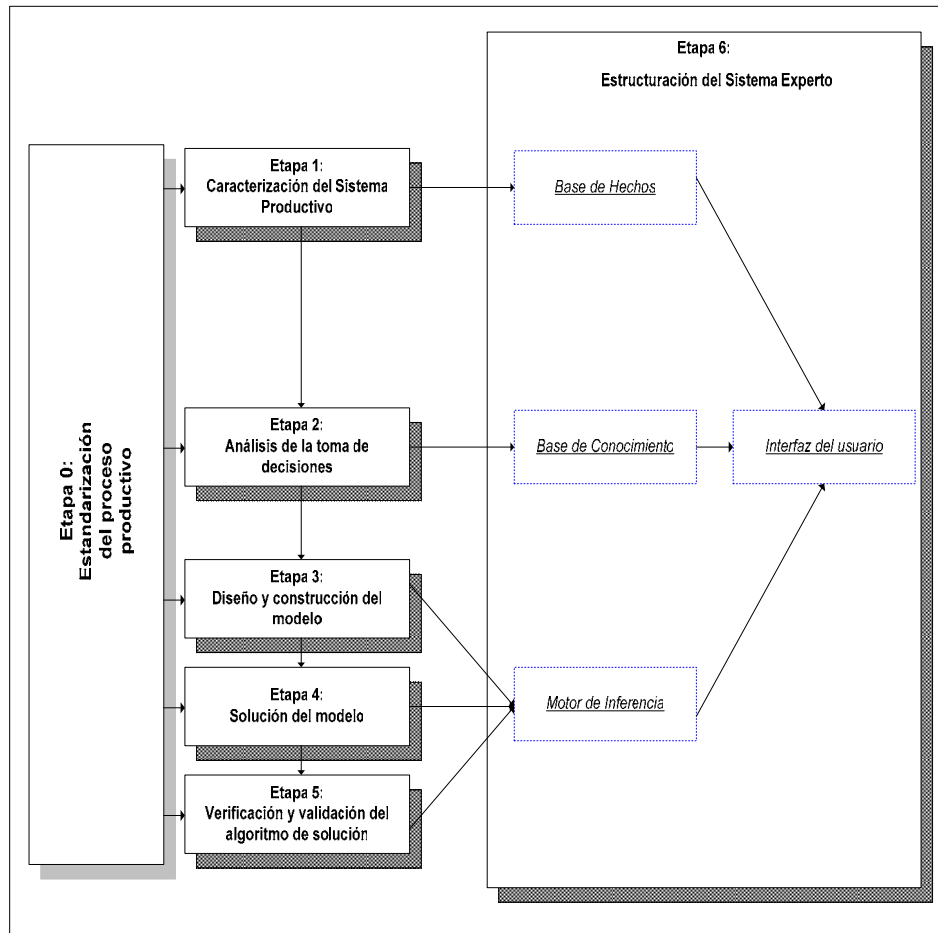 Etapa 6:
Estructuración del Sistema Experto
Etapa 0:
Estandarización
del proceso
productivo
Etapa 1:
Caracterización del Sistema
Productivo
Base de Hechos
Etapa 2:
Análisis de la toma de
decisiones
Base de Conocimiento
Interfaz del usuario
Etapa 3:
Diseño y construcción del
modelo
Etapa 4:
Solución del modelo
Motor de Inferencia
Etapa 5:
Verificación y validación del
algoritmo de solución